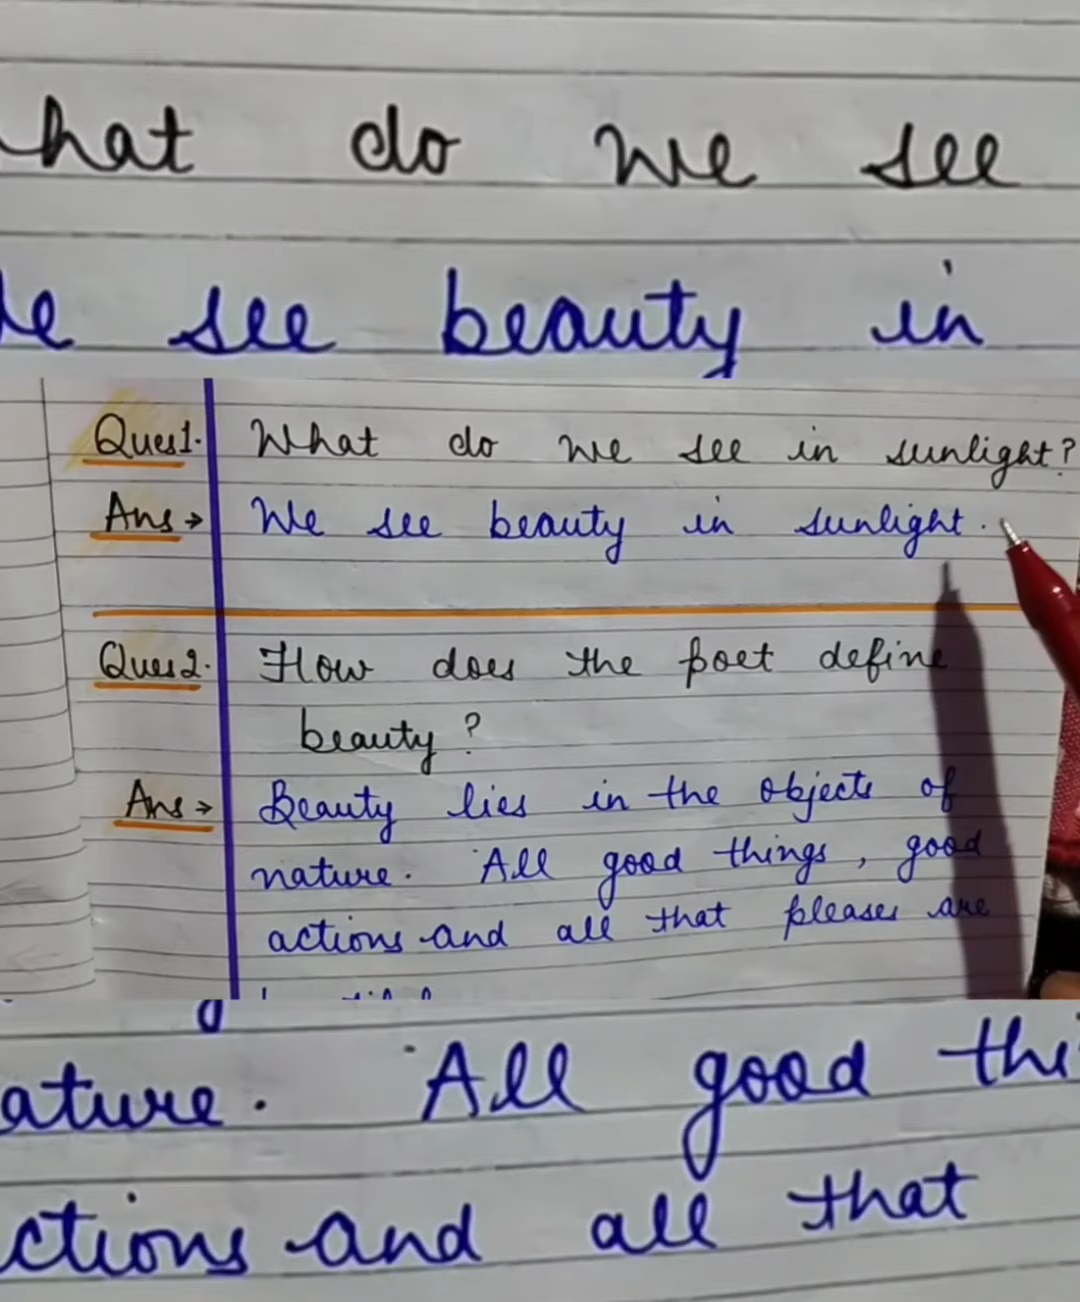 hat do we see
see beauty in
Ques1. What do we see in sunlight?
Ans → We see beauty in sunlight.
Ques2. How does the poet define
beauty?
Ans → Beauty lies in the objects of
nature. All good things, good
actions and all that pleases are
ature. All good thi
ctions and all that